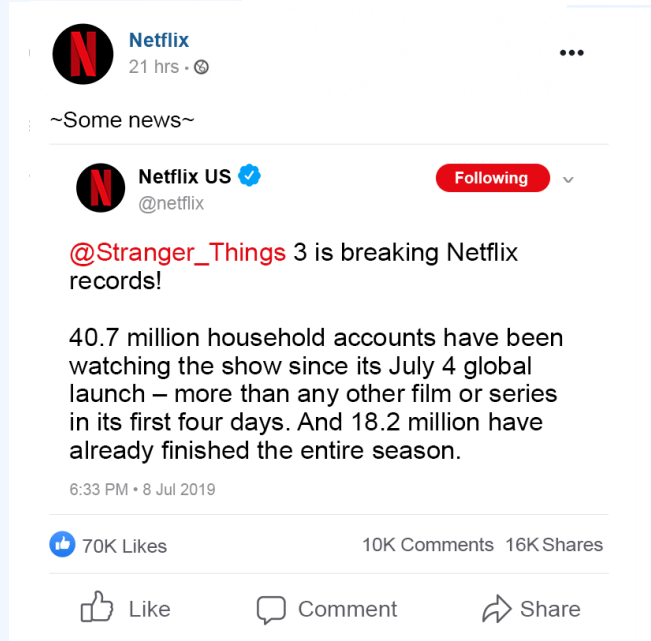 Netflix
21 hrs •
~Some news~
Netflix US
@netflix
Following
@Stranger_Things 3 is breaking Netflix
records!
40.7 million household accounts have been
watching the show since its July 4 global
launch – more than any other film or series
in its first four days. And 18.2 million have
already finished the entire season.
6:33 PM • 8 Jul 2019
70K Likes
10K Comments 16K Shares
Like
Comment
Share